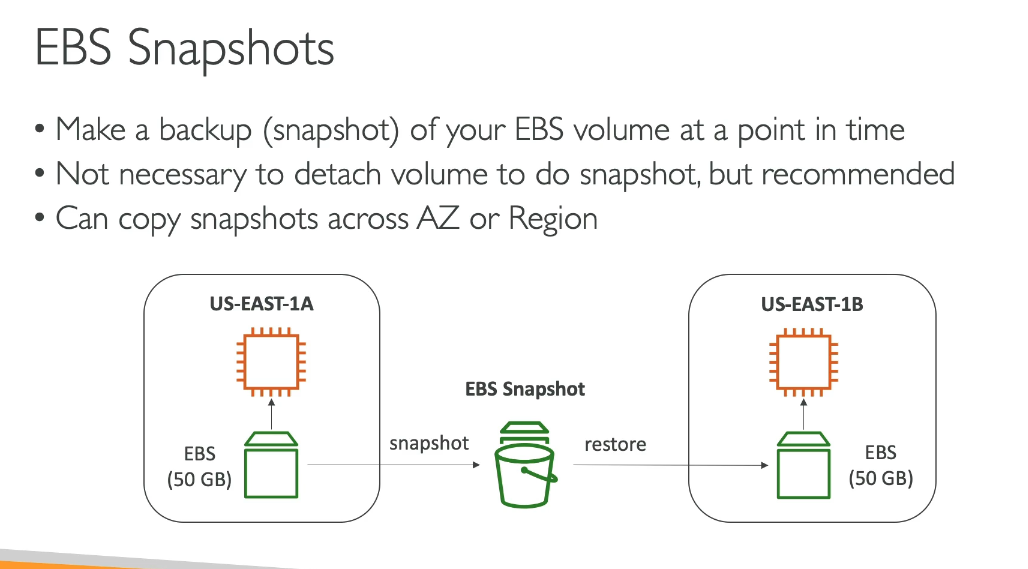 EBS Snapshots
• Make a backup (snapshot) of your EBS volume at a point in time
• Not necessary to detach volume to do snapshot, but recommended
• Can copy snapshots across AZ or Region
US-EAST-1A
US-EAST-1B
EBS Snapshot
snapshot
restore
EBS
(50 GB)
EBS
(50 GB)